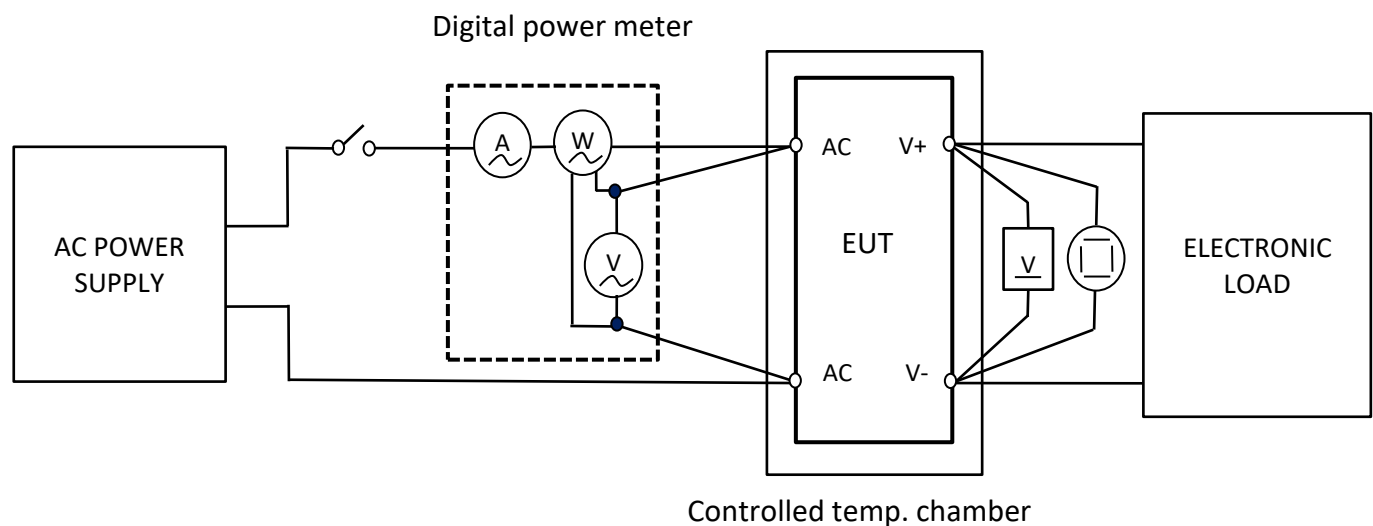 Digital power meter
AC POWER
SUPPLY
A
W
V
AC
V+
EUT
AC
V-
V
ELECTRONIC
LOAD
Controlled temp. chamber